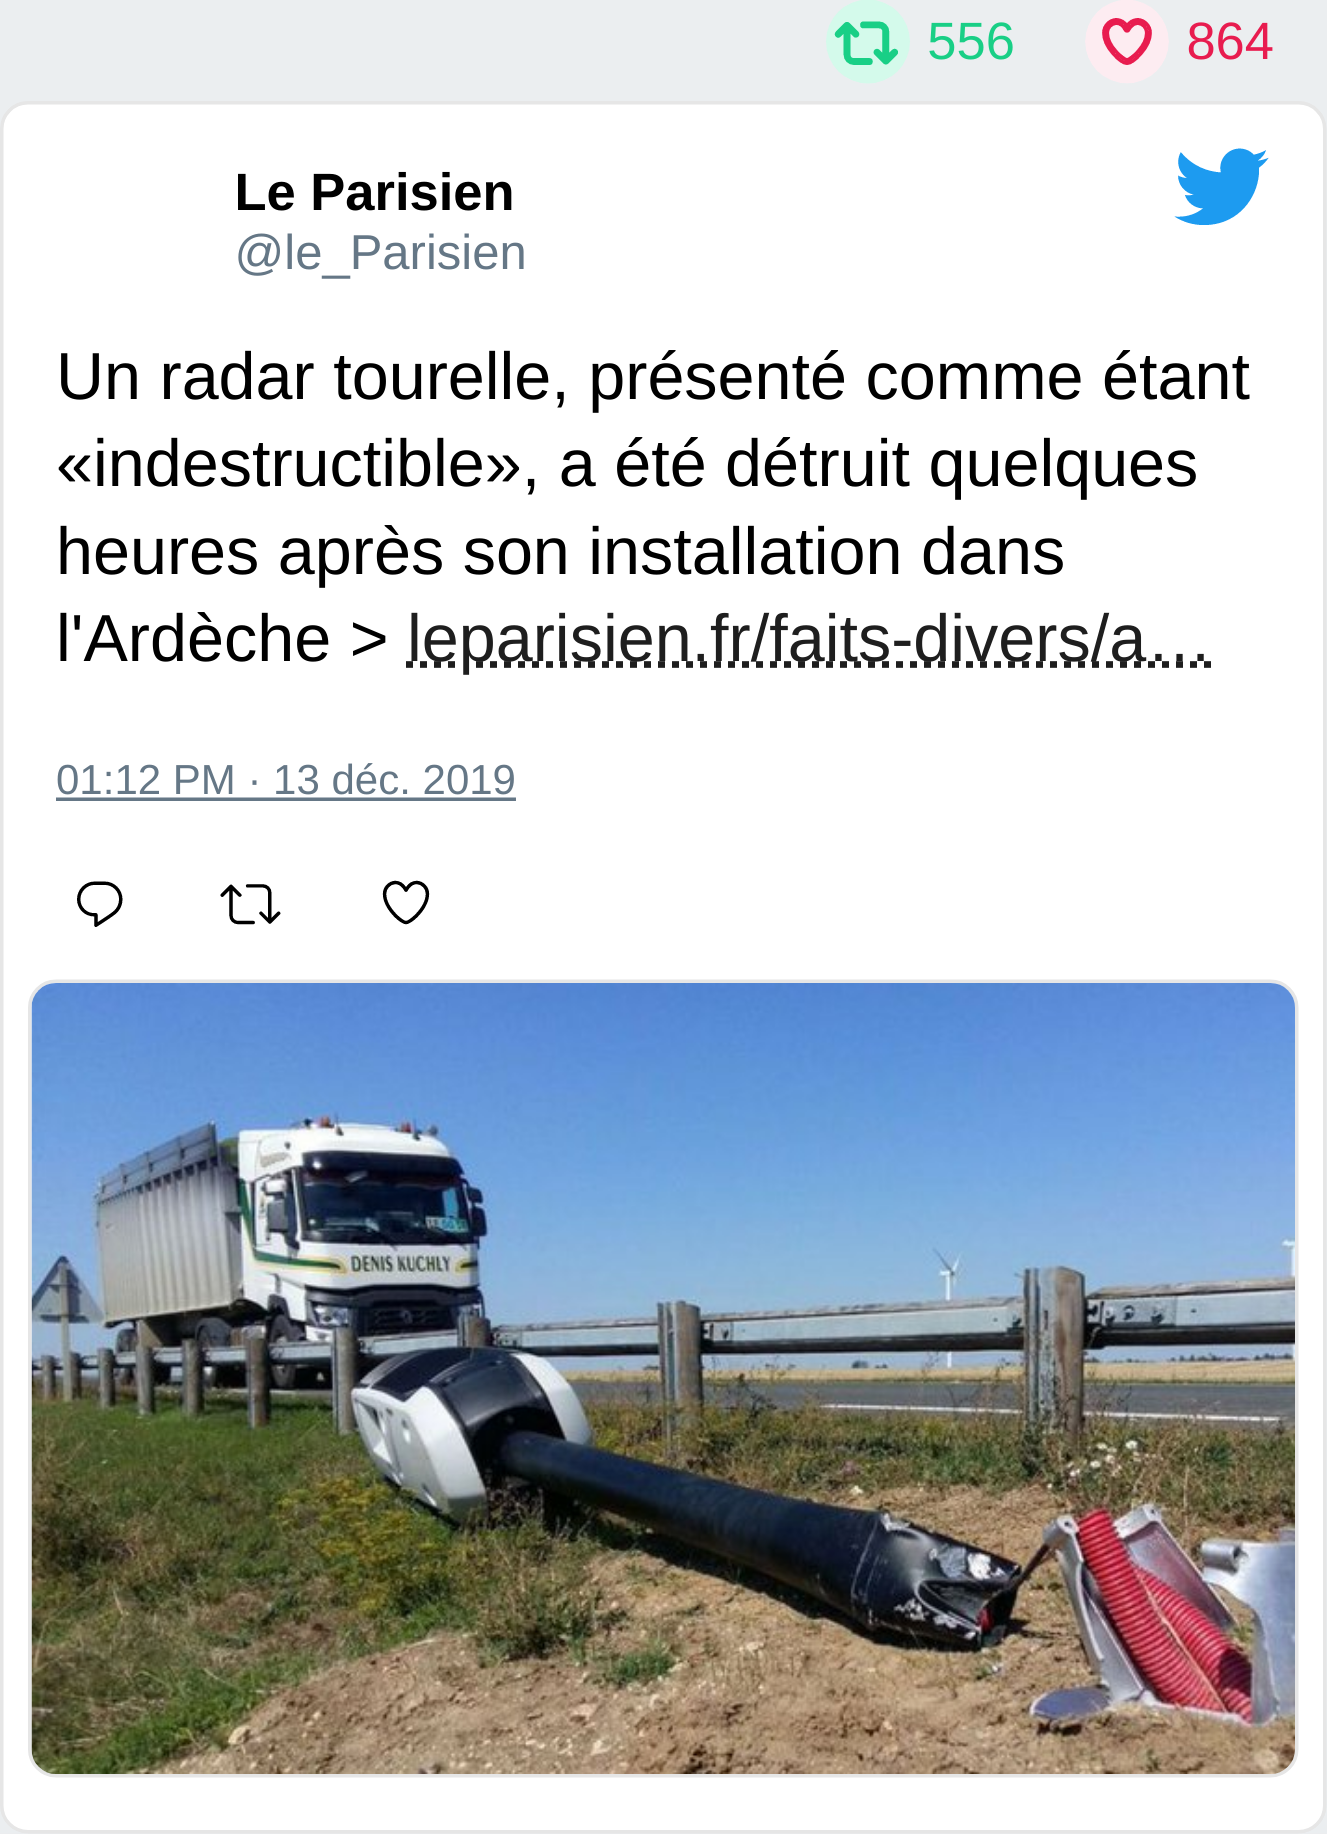 556 864
Le Parisien
@le_Parisien
Un radar tourelle, présenté comme étant
«indestructible», a été détruit quelques
heures après son installation dans
l'Ardèche > leparisien.fr/faits-divers/a…
01:12 PM · 13 déc. 2019
DENIS KUCHLY